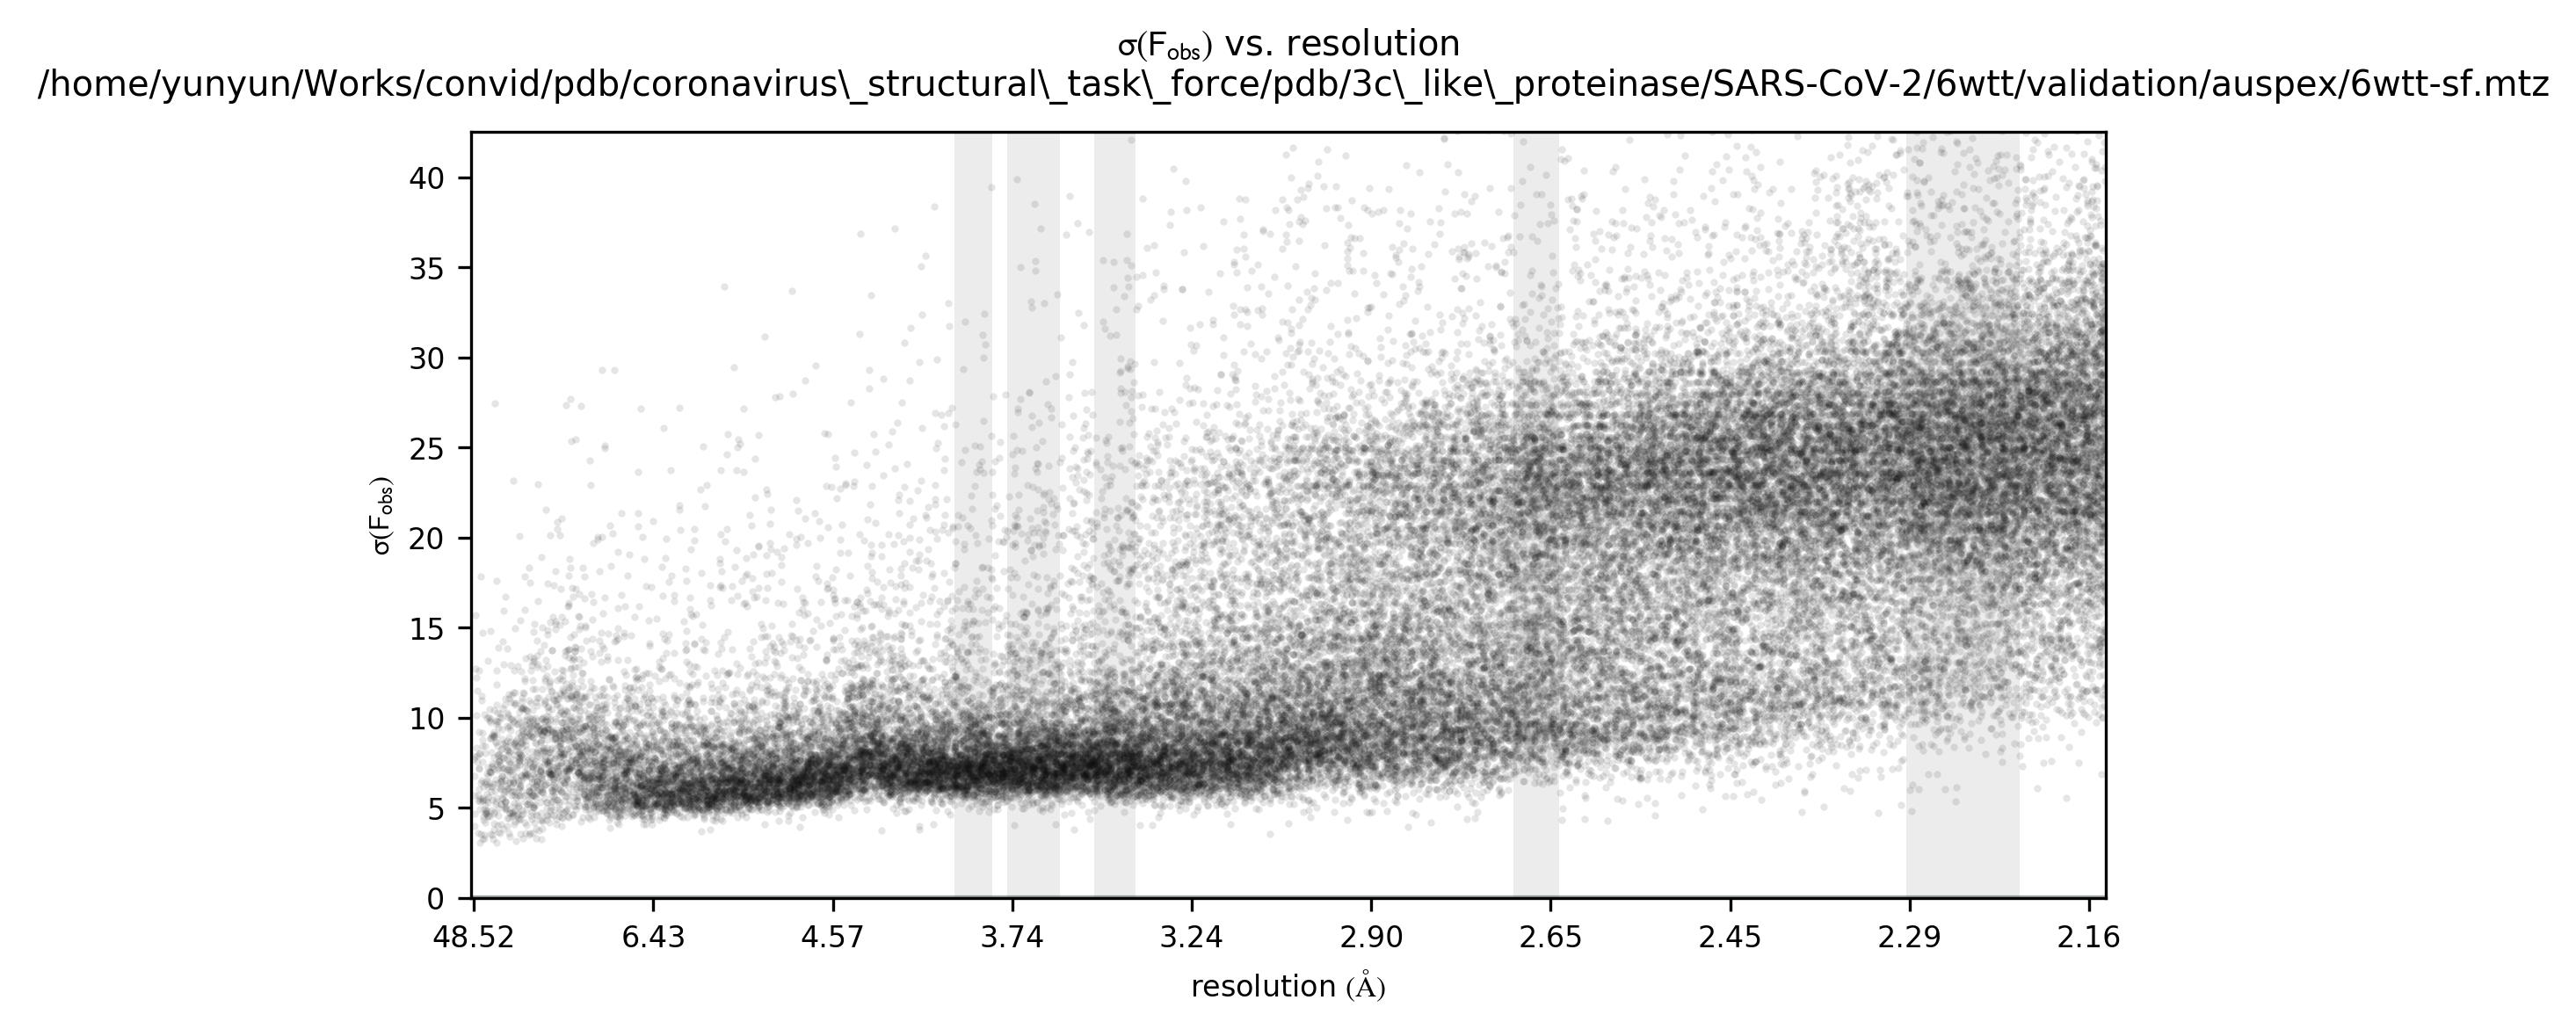 σ(Fobs) vs. resolution
/home/yunyun/Works/convid/pdb/coronavirus\_structural\_task\_force/pdb/3c\_like\_proteinase/SARS-CoV-2/6wtt/validation/auspex/6wtt-sf.mtz
σ(Fobs)
40
35
30
25
20
15
10
5
0
48.52 6.43 4.57 3.74 3.24 2.90 2.65 2.45 2.29 2.16
resolution (Å)